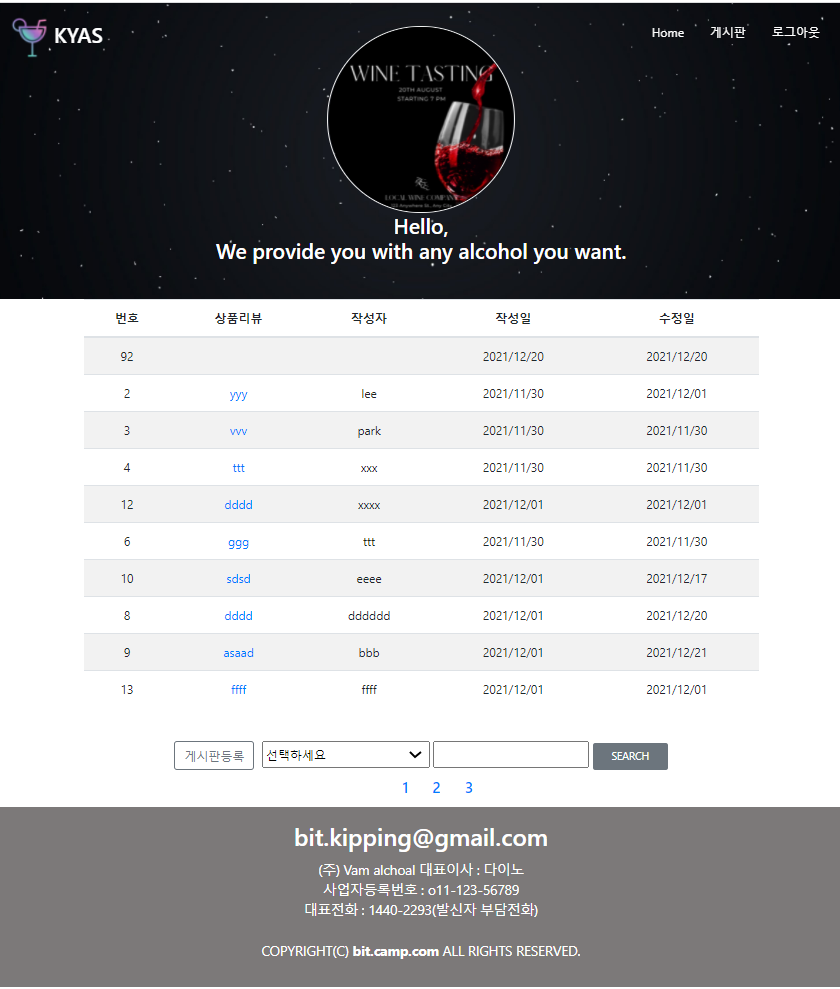 KYAS
Home 게시판 로그아웃
WINE TASTING
20TH AUGUST
STARTING 7 PM
LOCAL WINE COMPANY
123 Anywhere St., Any City
Hello,
We provide you with any alcohol you want.
번호 상품리뷰 작성자 작성일 수정일
92 2021/12/20 2021/12/20
2 yyy lee 2021/11/30 2021/12/01
3 vvv park 2021/11/30 2021/11/30
4 ttt xxx 2021/11/30 2021/11/30
12 dddd xxxx 2021/12/01 2021/12/01
6 ggg ttt 2021/11/30 2021/11/30
10 sdsd eeee 2021/12/01 2021/12/17
8 dddd dddddd 2021/12/01 2021/12/20
9 asaad bbb 2021/12/01 2021/12/21
13 ffff ffff 2021/12/01 2021/12/01
게시판등록 선택하세요 SEARCH
1 2 3
bit.kipping@gmail.com
(주) Vam alchoal 대표이사 : 다이노
사업자등록번호 : o11-123-56789
대표전화 : 1440-2293(발신자 부담전화)
COPYRIGHT(C) bit.camp.com ALL RIGHTS RESERVED.